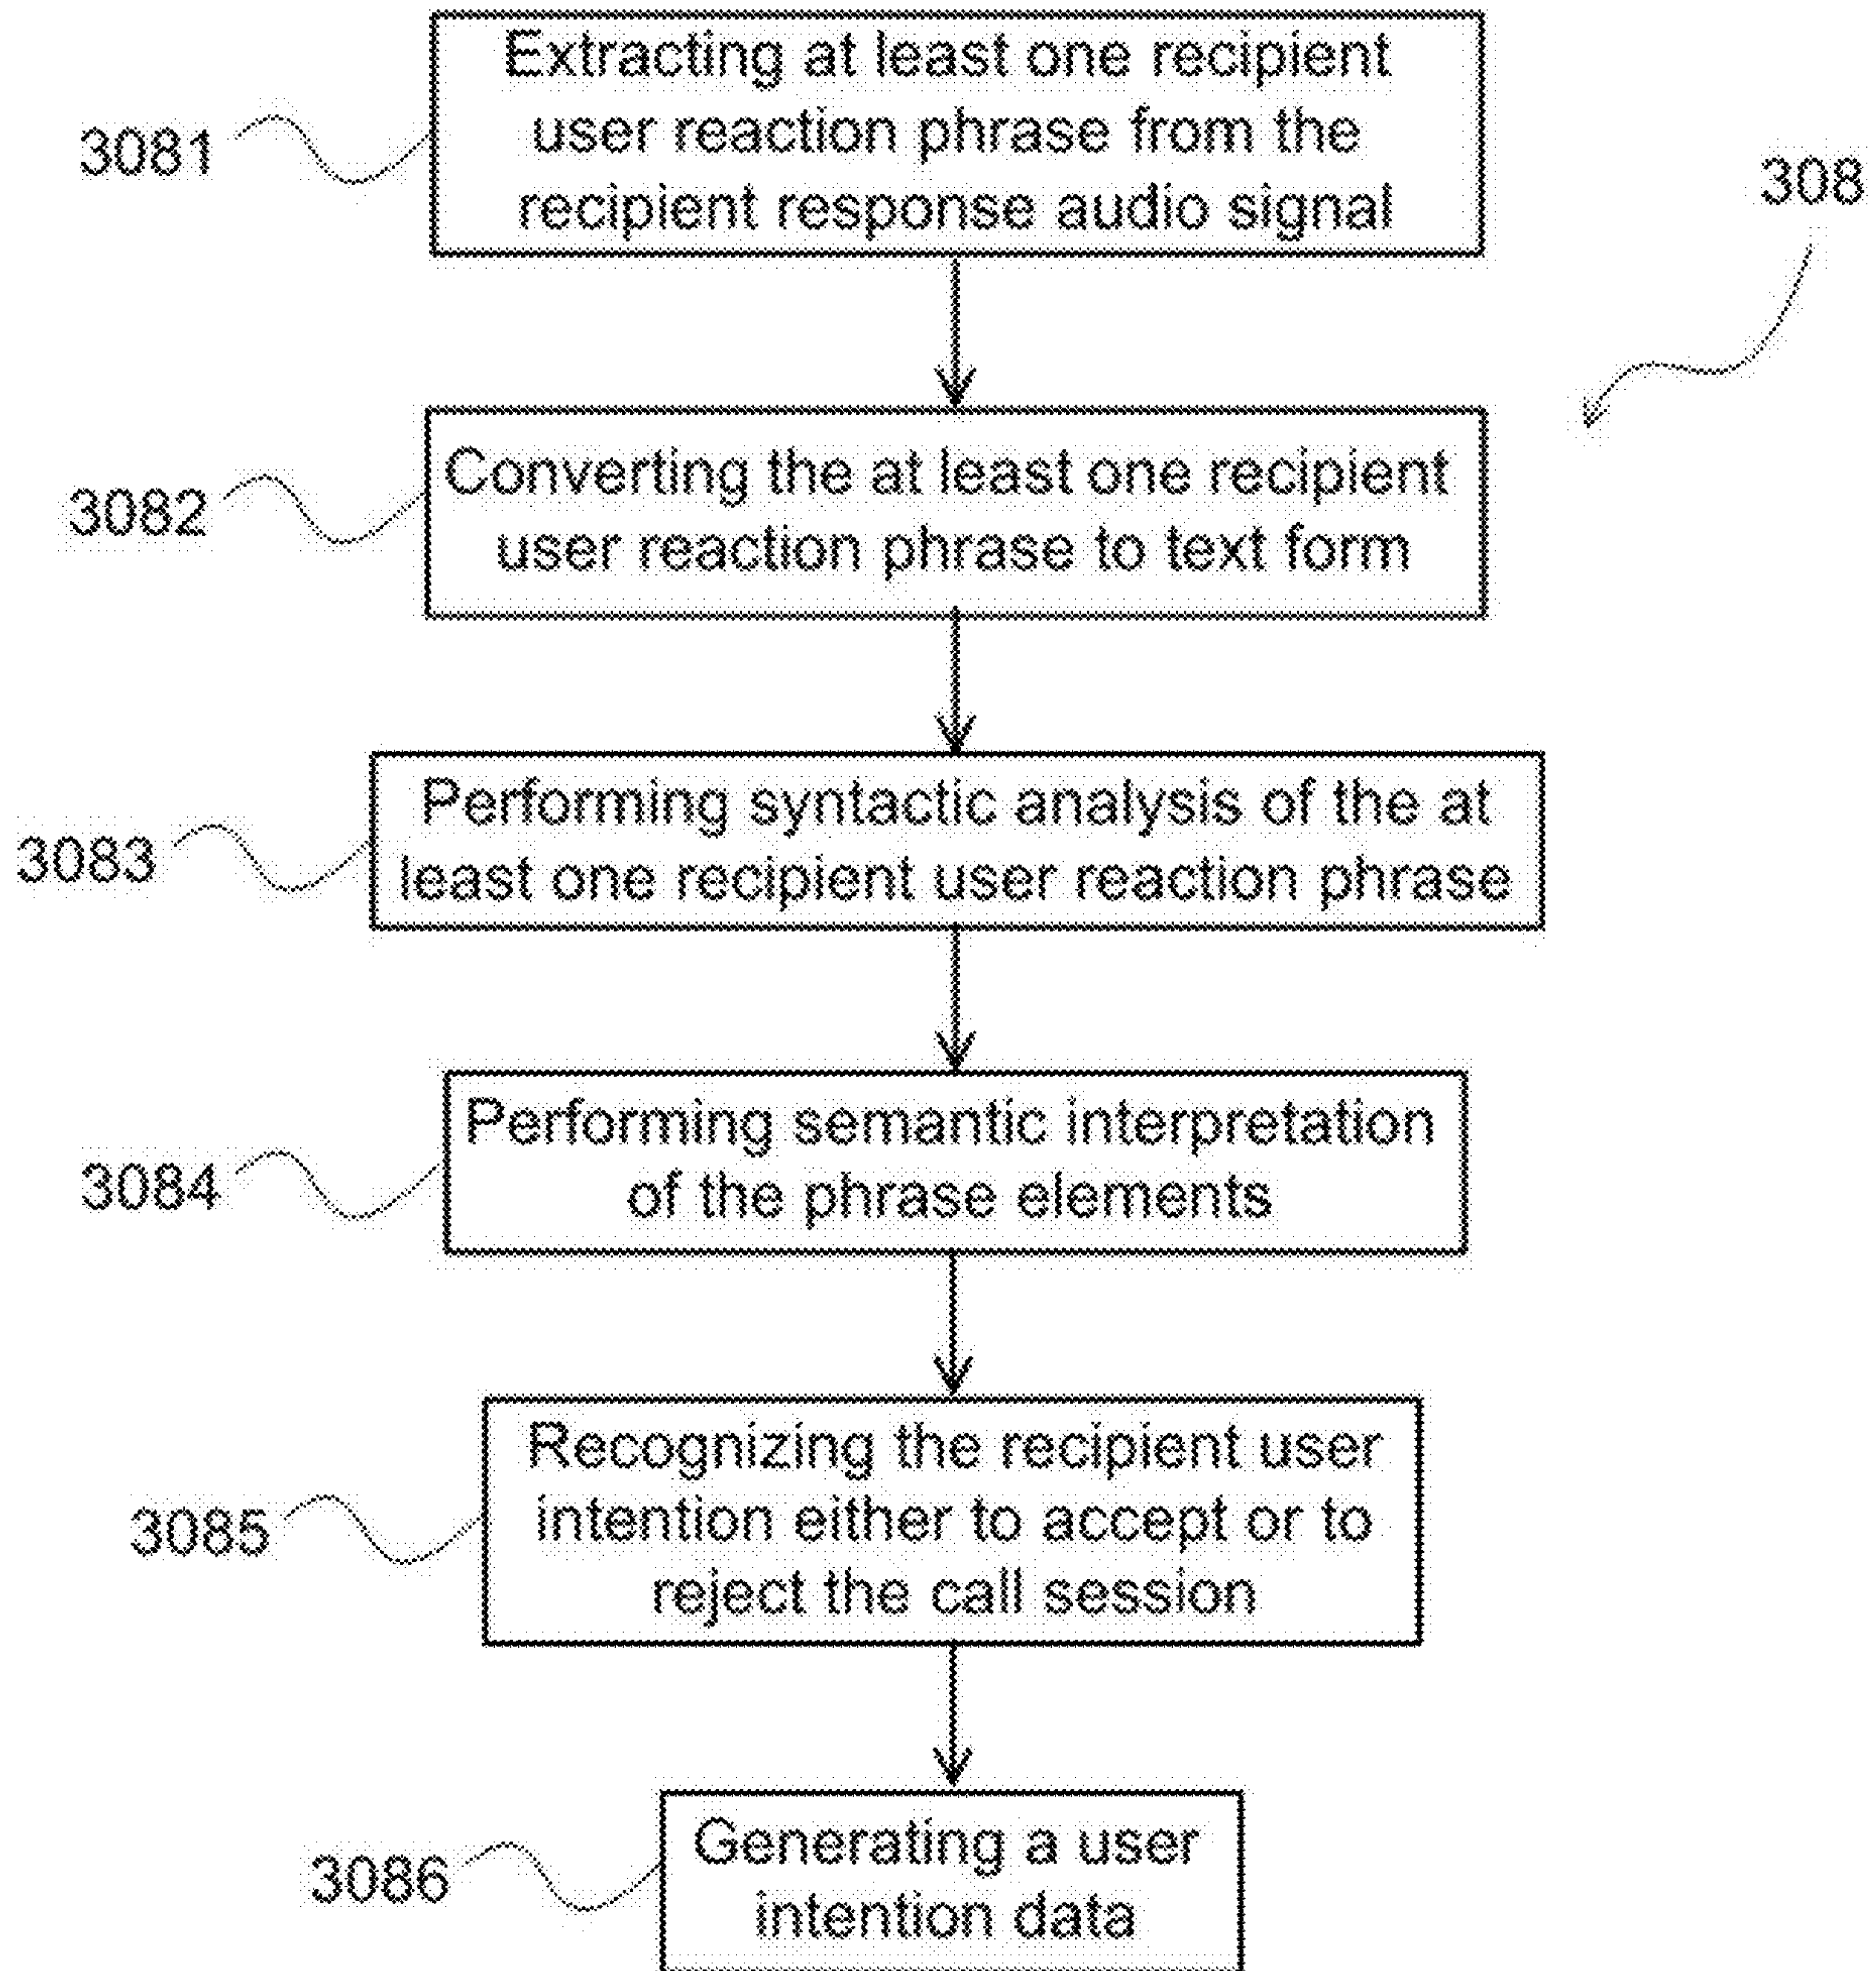 Extracting at least one recipient
user reaction phrase from the
recipient response audio signal
3081
308
Converting the at least one recipient
user reaction phrase to text form
3082
Performing syntactic analysis of the at
least one recipient user reaction phrase
3083
Performing semantic interpretation
of the phrase elements
3084
Recognizing the recipient user
intention either to accept or to
reject the call session
3085
Generating a user
intention data
3086